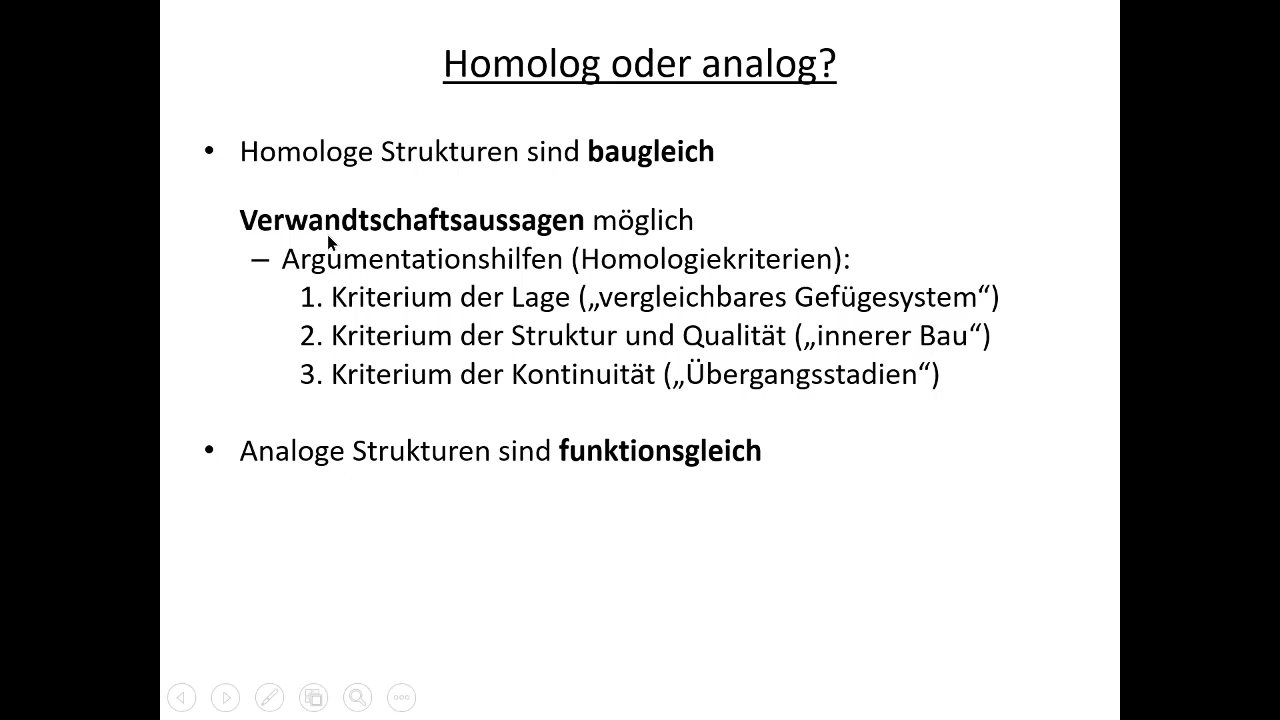 Homolog oder analog?
• Homologe Strukturen sind baugleich
Verwandtschaftsaussagen möglich
– Argumentationshilfen (Homologiekriterien):
1. Kriterium der Lage („vergleichbares Gefügesystem“)
2. Kriterium der Struktur und Qualität („innerer Bau“)
3. Kriterium der Kontinuität („Übergangsstadien“)
• Analoge Strukturen sind funktionsgleich